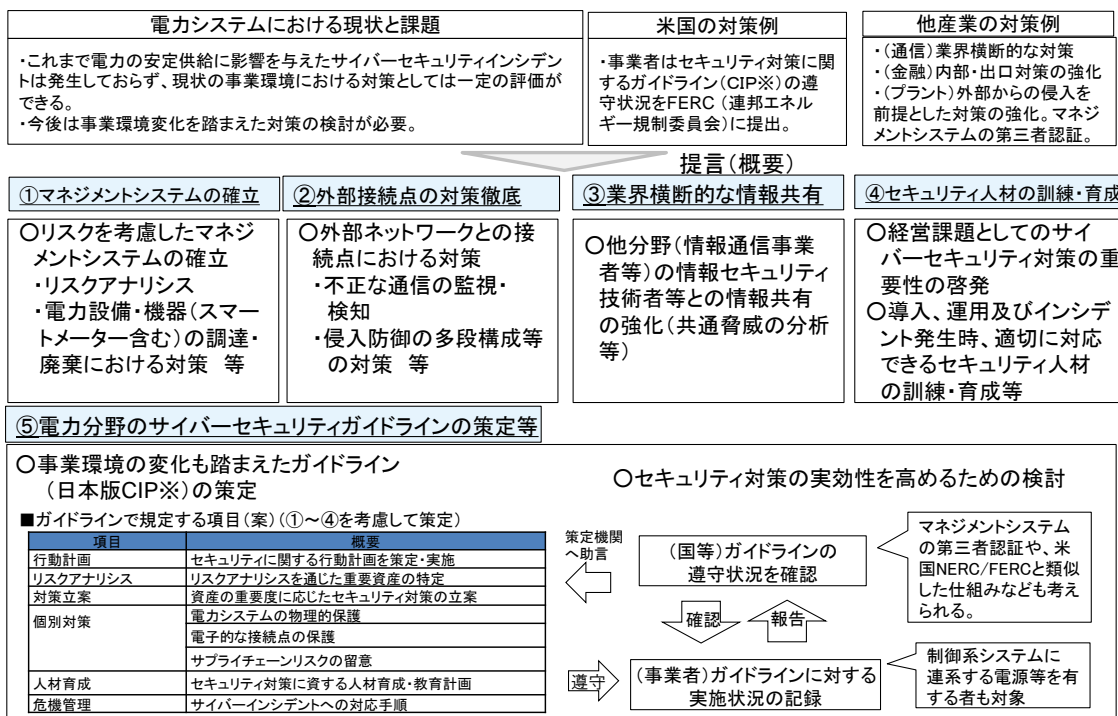 電力システムにおける現状と課題
・これまで電力の安定供給に影響を与えたサイバーセキュリティインシデン
トは発生しておらず、現状の事業環境における対策としては一定の評価が
できる。
・今後は事業環境変化を踏まえた対策の検討が必要。
米国の対策例
・事業者はセキュリティ対策に関
するガイドライン(CIP※)の遵
守状況をFERC (連邦エネル
ギー規制委員会)に提出。
他産業の対策例
・(通信)業界横断的な対策
・(金融)内部・出口対策の強化
・(プラント)外部からの侵入を
前提とした対策の強化。マネジ
メントシステムの第三者認証。
提言(概要)
①マネジメントシステムの確立
○リスクを考慮したマネジ
メントシステムの確立
・リスクアナリシス
・電力設備・機器(スマー
トメーター含む)の調達・
廃棄における対策 等
②外部接続点の対策徹底
○外部ネットワークとの接
続点における対策
・不正な通信の監視・
検知
・侵入防御の多段構成等
の対策 等
③業界横断的な情報共有
○他分野(情報通信事業
者等)の情報セキュリティ
技術者等との情報共有
の強化(共通脅威の分析
等)
④セキュリティ人材の訓練・育成
○経営課題としてのサイ
バーセキュリティ対策の重
要性の啓発
○導入、運用及びインシデ
ント発生時、適切に対応
できるセキュリティ人材
の訓練・育成等
⑤電力分野のサイバーセキュリティガイドラインの策定等
○事業環境の変化も踏まえたガイドライン
(日本版CIP※)の策定
■ガイドラインで規定する項目(案)(①～④を考慮して策定)
項目 概要
行動計画 セキュリティに関する行動計画を策定・実施
リスクアナリシス リスクアナリシスを通じた重要資産の特定
対策立案 資産の重要度に応じたセキュリティ対策の立案
個別対策 電力システムの物理的保護
電子的な接続点の保護
サプライチェーンリスクの留意
人材育成 セキュリティ対策に資する人材育成・教育計画
危機管理 サイバーインシデントへの対応手順
○セキュリティ対策の実効性を高めるための検討
策定機関
へ助言
(国等)ガイドラインの
遵守状況を確認
マネジメントシステム
の第三者認証や、米
国NERC/FERCと類似
した仕組みなども考え
られる。
確認
報告
遵守
(事業者)ガイドラインに対する
実施状況の記録
制御系システムに
連系する電源等を有
する者も対象